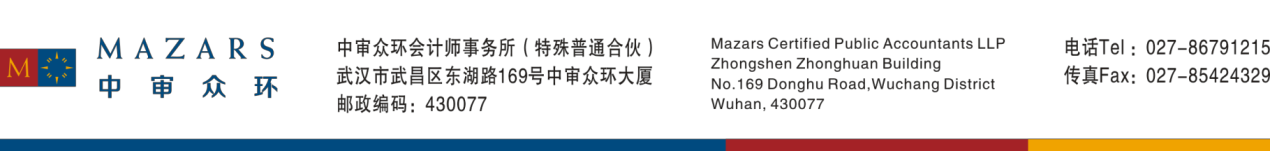 M
MAZARS
中审众环
中审众环会计师事务所（特殊普通合伙）
武汉市武昌区东湖路169号中审众环大厦
邮政编码：430077
Mazars Certified Public Accountants LLP
Zhongshen Zhonghuan Building
No.169 Donghu Road,Wuchang District
Wuhan, 430077
电话Tel：027-86791215
传真Fax：027-85424329